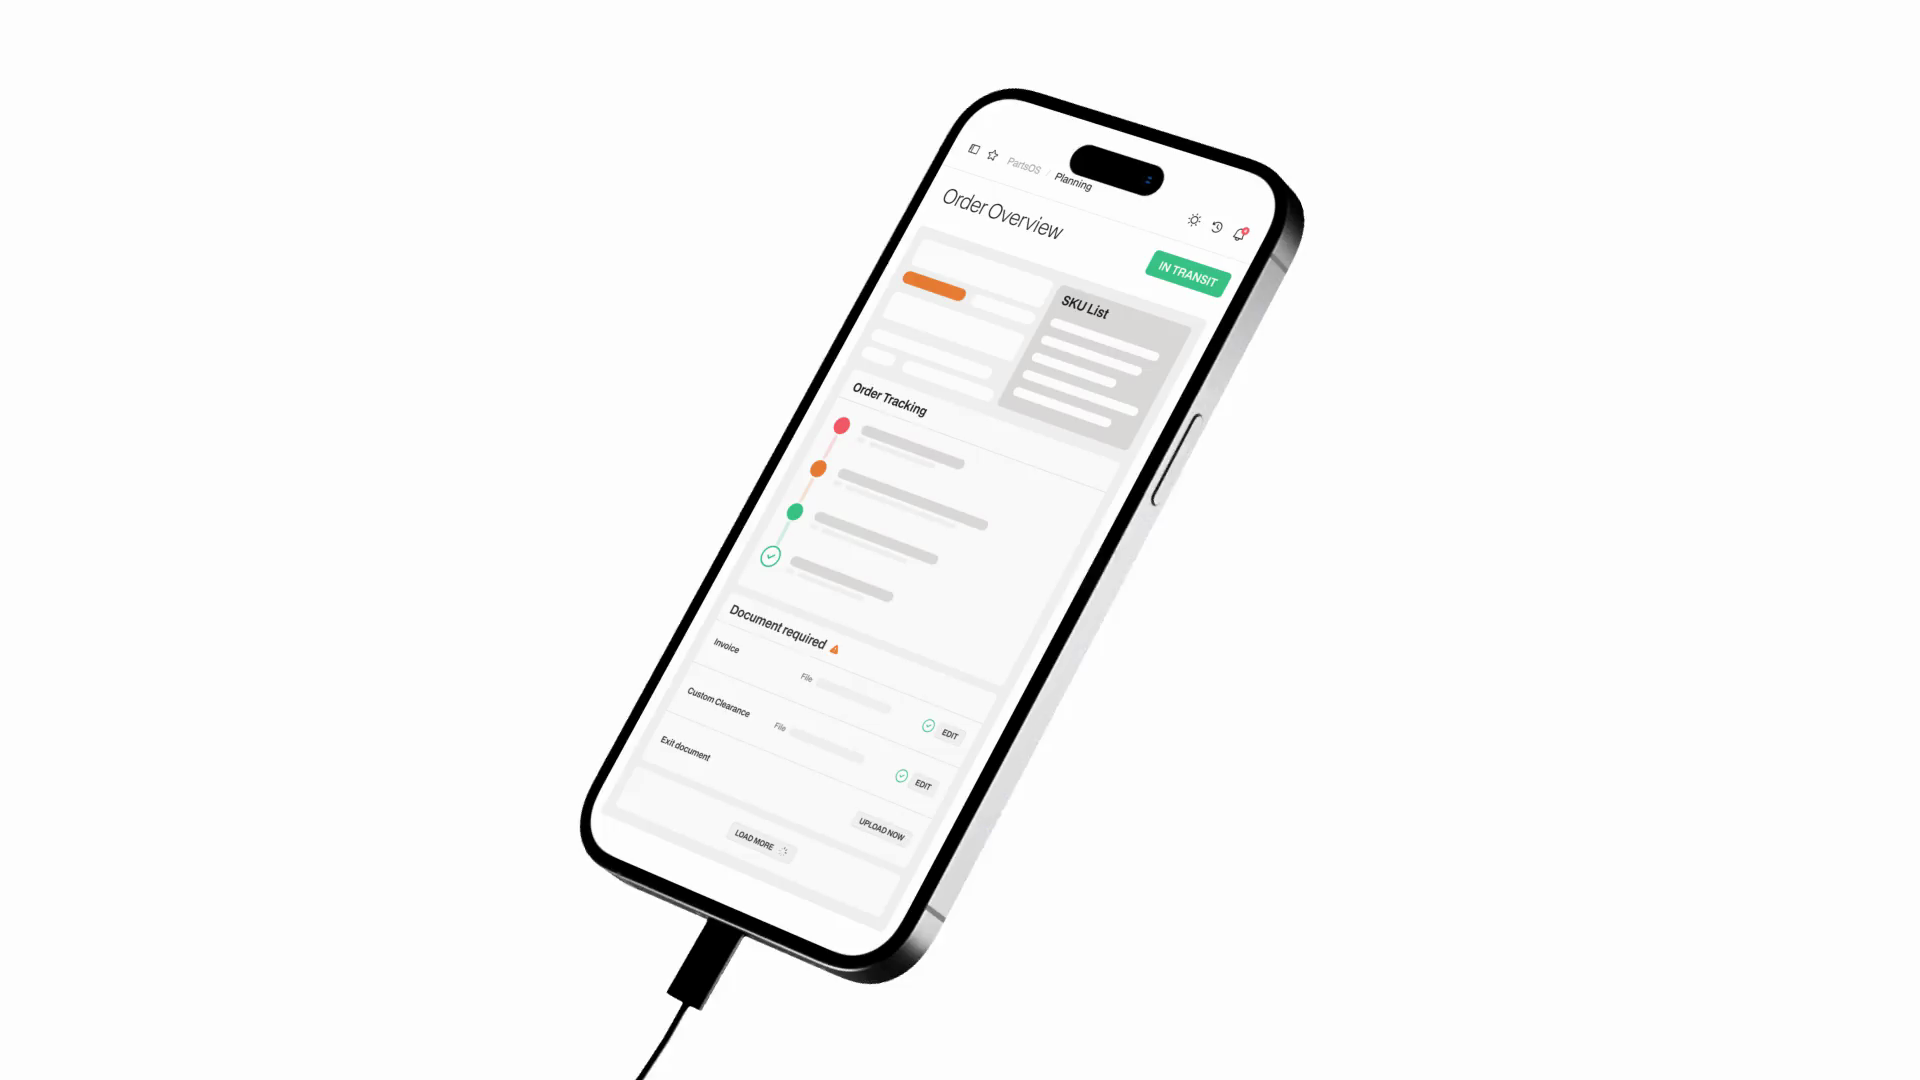 PartsOS / Planning
Order Overview
IN TRANSIT
SKU List
Order Tracking
Document required
Invoice
File
EDIT
Custom Clearance
File
EDIT
Exit document
UPLOAD NOW
LOAD MORE